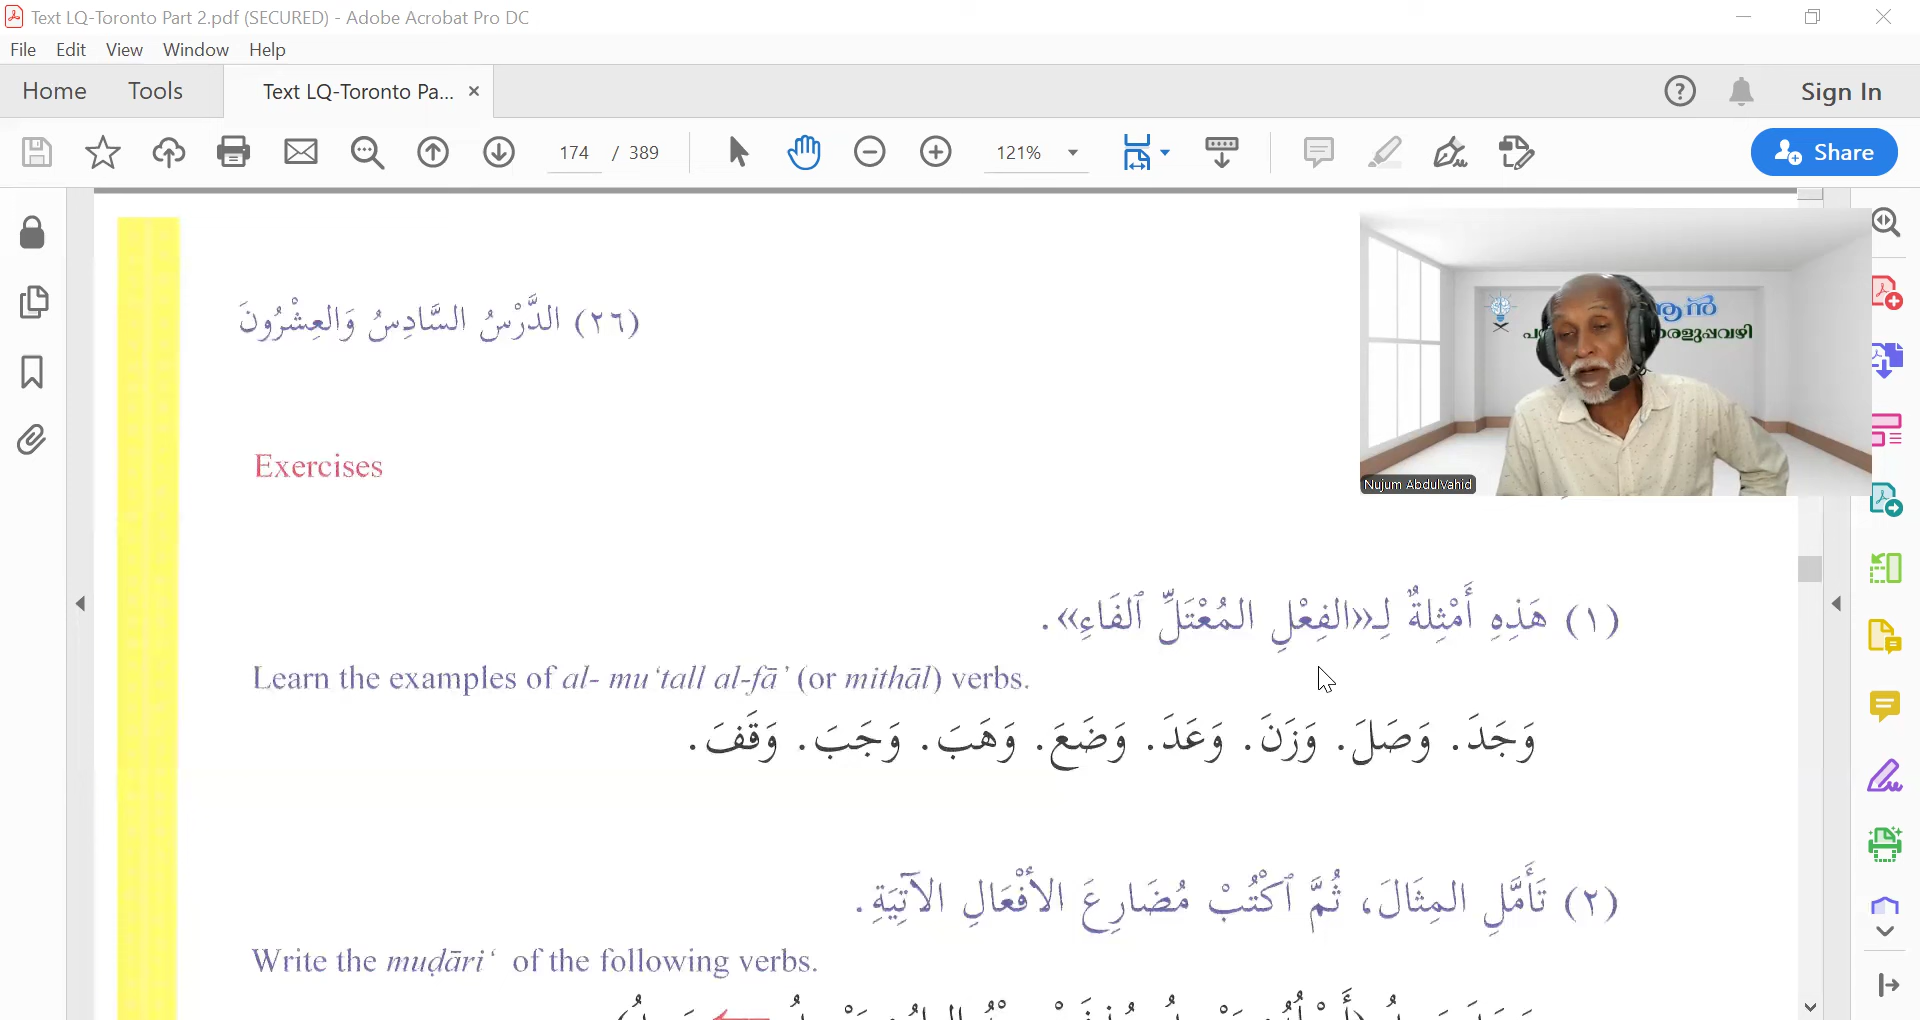 Text LQ-Toronto Part 2.pdf (SECURED) - Adobe Acrobat Pro DC
File Edit View Window Help
Home Tools Text LQ-Toronto Pa... × Sign In
174 / 389 121% Share
(٢٦) الدَّرْسُ السَّادِسُ وَالعِشْرُونَ
Exercises
Nujum AbdulVahid
(١) هَذِهِ أَمْثِلةٌ لِـ«الفِعْلِ المُعْتَلِّ ٱلفَاءِ».
Learn the examples of al- mu‘tall al-fā’ (or mithāl) verbs.
وَجَدَ. وَصَلَ. وَزَنَ. وَعَدَ. وَضَعَ. وَهَبَ. وَجَبَ. وَقَفَ.
(٢) تَأَمَّلِ المِثَالَ، ثُمَّ ٱكْتُبْ مُضَارِعَ الأَفْعَالِ الآتِيَةِ.
Write the muḍāri‘ of the following verbs.